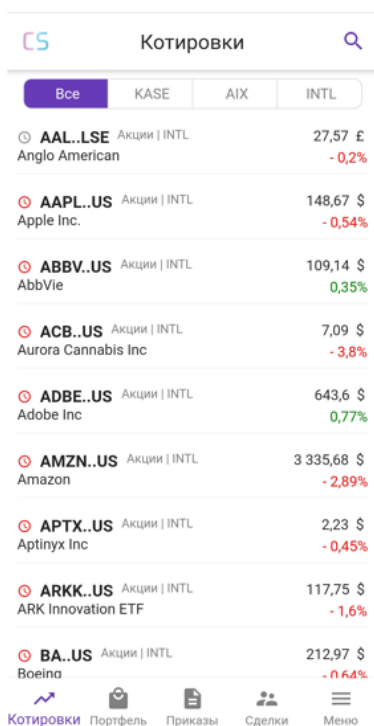 CS Котировки
Все KASE AIX INTL
AAL..LSE Акции | INTL 27,57 £
Anglo American - 0,2%
AAPL..US Акции | INTL 148,67 $
Apple Inc. - 0,54%
ABBV..US Акции | INTL 109,14 $
AbbVie 0,35%
ACB..US Акции | INTL 7,09 $
Aurora Cannabis Inc - 3,8%
ADBE..US Акции | INTL 643,6 $
Adobe Inc 0,77%
AMZN..US Акции | INTL 3 335,68 $
Amazon - 2,89%
APTX..US Акции | INTL 2,23 $
Aptinyx Inc - 0,45%
ARKK..US Акции | INTL 117,75 $
ARK Innovation ETF - 1,6%
BA..US Акции | INTL 212,97 $
Boeing - 0,64%
Котировки Портфель Приказы Сделки Меню